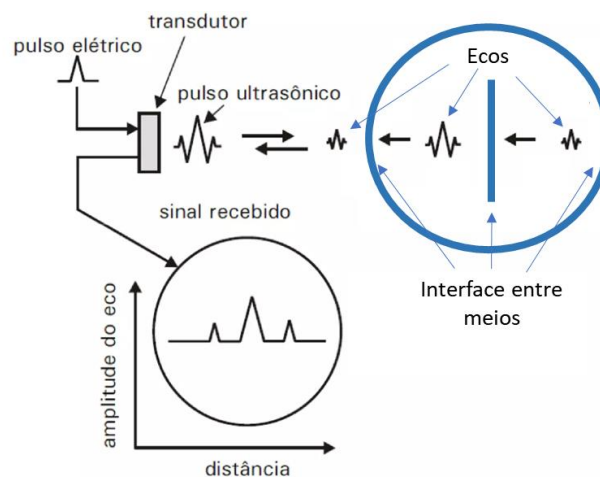 transdutor
pulso elétrico
pulso ultrasônico
Ecos
sinal recebido
Interface entre
meios
amplitude do eco
distância